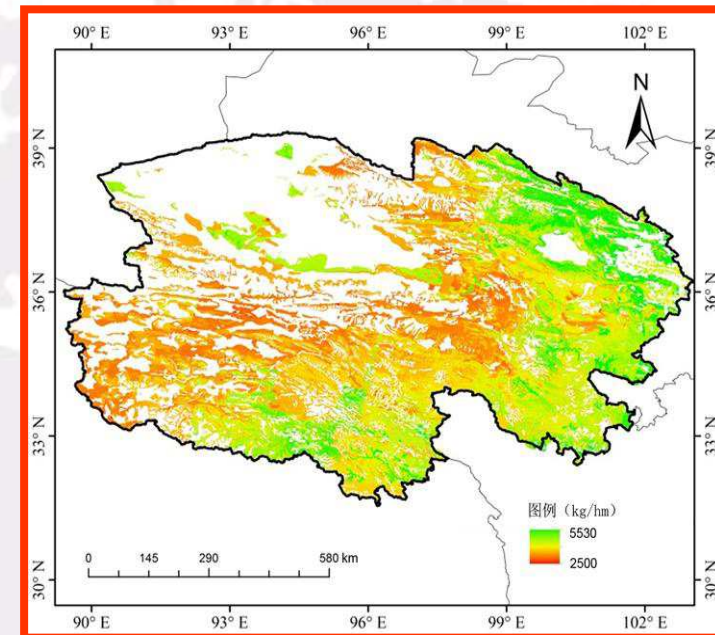 90° E 93° E 96° E 99° E 102° E
N
39° N 39° N
36° N 36° N
33° N 33° N
30° N 30° N
图例（kg/hm）
5530
2500
0 145 290 580 km
90° E 93° E 96° E 99° E 102° E